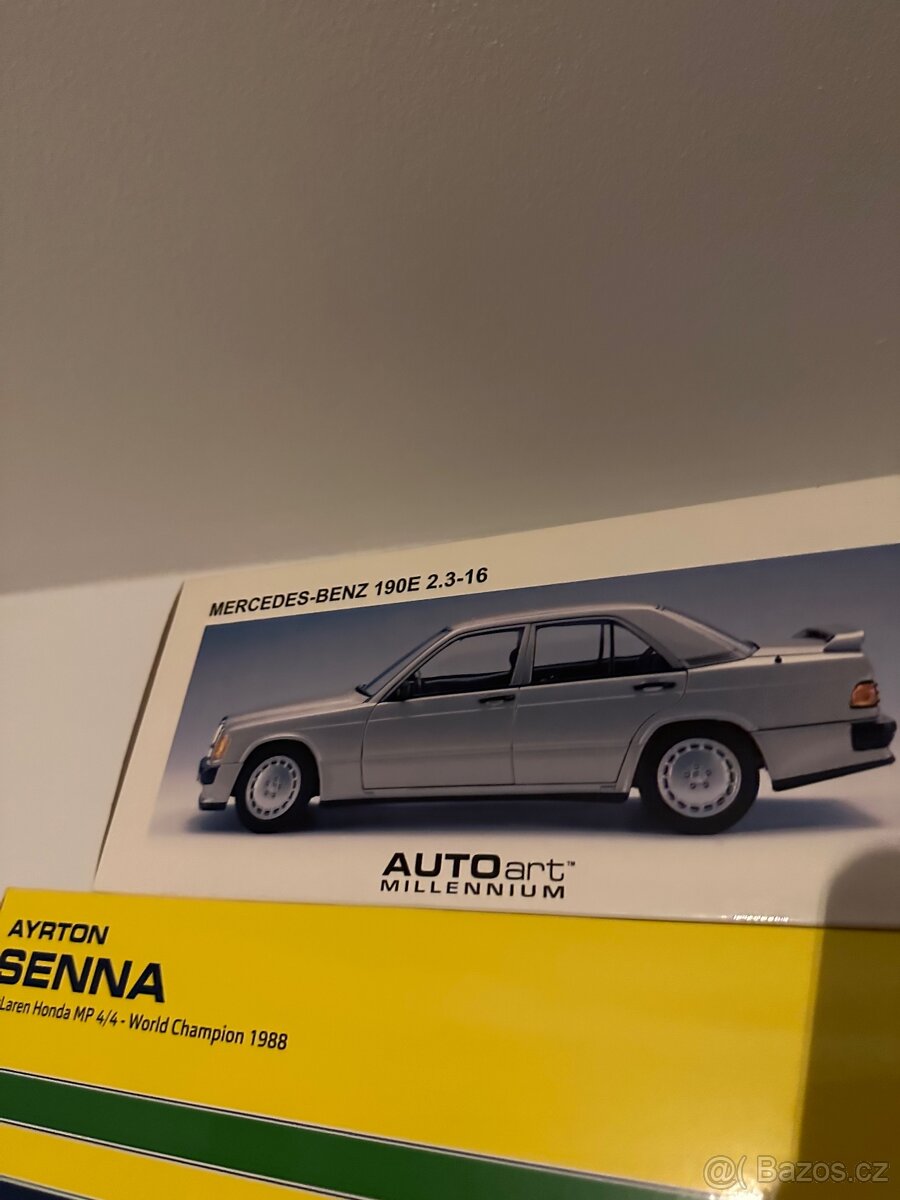 MERCEDES-BENZ 190E 2.3-16
AUTOart™
MILLENNIUM
AYRTON
SENNA
Laren Honda MP 4/4 - World Champion 1988
@( Bazos.cz